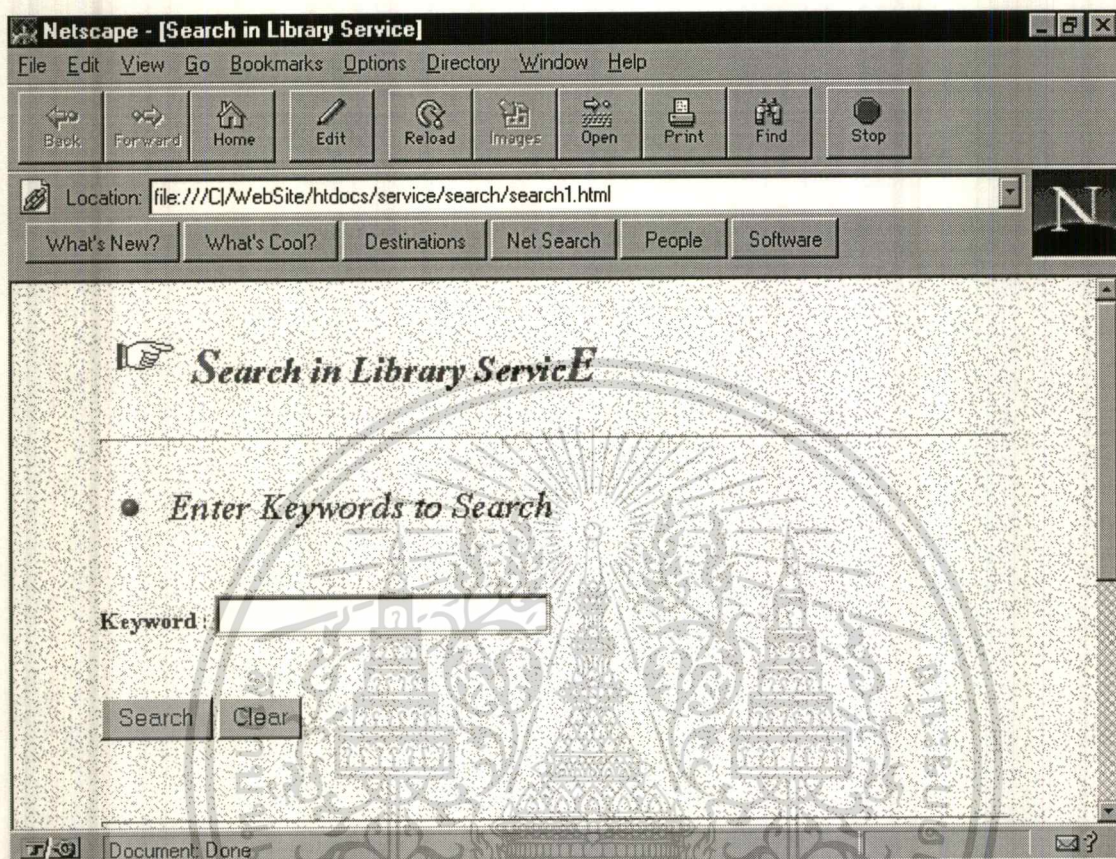 Netscape - [Search in Library Service]
File Edit View Go Bookmarks Options Directory Window Help
Back Forward Home Edit Reload Images Open Print Find Stop
Location: file:///C|/WebSite/htdocs/service/search/search1.html
N
What's New? What's Cool? Destinations Net Search People Software
Search in Library ServicE
Enter Keywords to Search
Keyword :
Search Clear
Document: Done
?